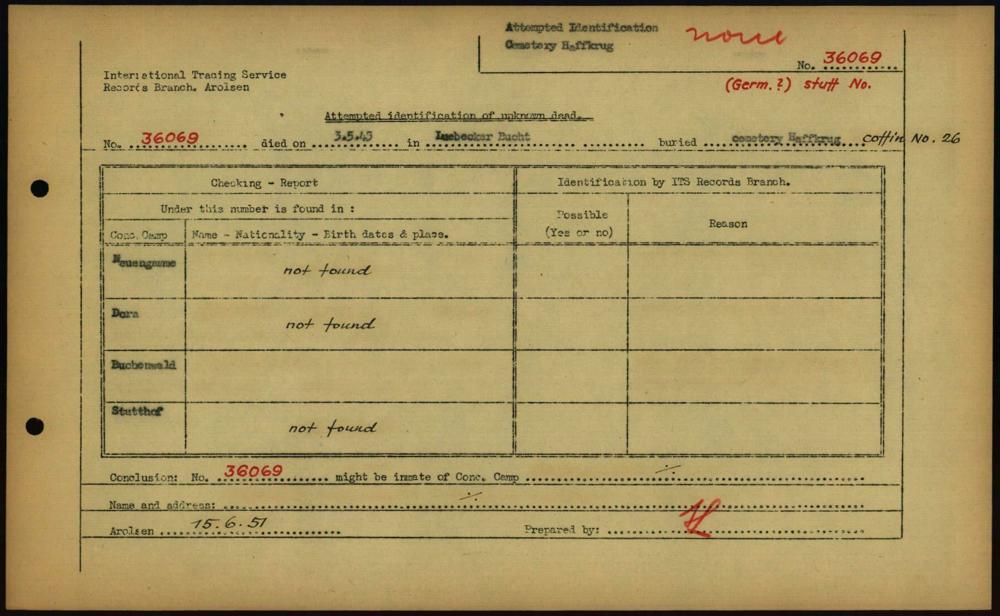 Attempted Identification
Cemetery Haffkrug
none
No. 36069
(Germ.?) stuff No.
International Tracing Service
Records Branch. Arolsen
Attempted identification of unknown dead.
No. 36069 died on 3.5.45 in Luebecker Bucht buried cemetery Haffkrug coffin No. 26
Checking - Report
Identification by ITS Records Branch.
Under this number is found in :
Possible
(Yes or no)
Reason
Conc. Camp
Name - Nationality - Birth dates & place.
Neuengamme
not found
Dora
not found
Buchenwald
Stutthof
not found
Conclusion: No. 36069 might be inmate of Conc. Camp ./.
Name and address: ./.
Arolsen 15.6.51
Prepared by: